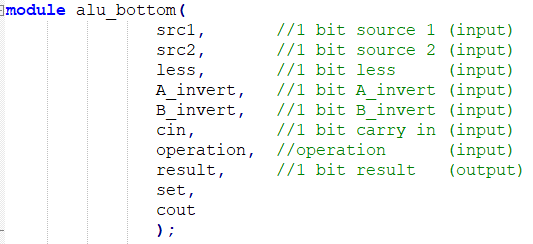 module alu_bottom(
src1, //1 bit source 1 (input)
src2, //1 bit source 2 (input)
less, //1 bit less (input)
A_invert, //1 bit A_invert (input)
B_invert, //1 bit B_invert (input)
cin, //1 bit carry in (input)
operation, //operation (input)
result, //1 bit result (output)
set,
cout
);